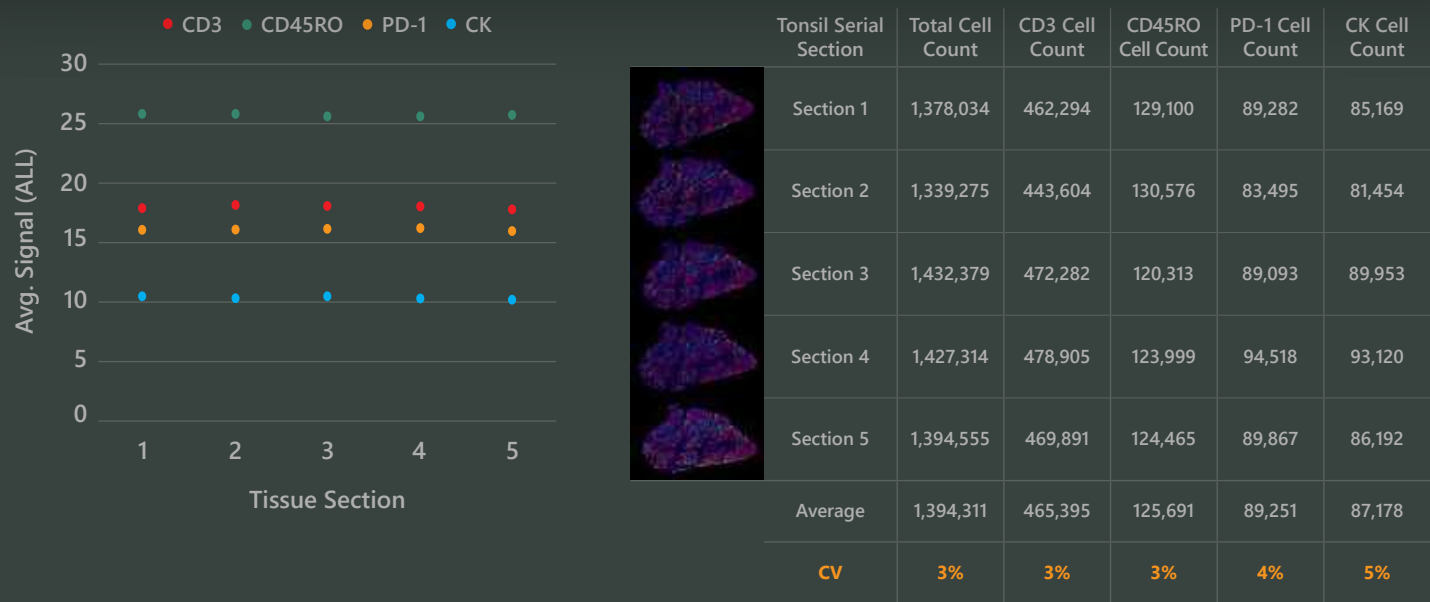 CD3 CD45RO PD-1 CK
30
25
20
15
10
5
0
Avg. Signal (ALL)
1 2 3 4 5
Tissue Section
Tonsil Serial Section Total Cell Count CD3 Cell Count CD45RO Cell Count PD-1 Cell Count CK Cell Count
Section 1 1,378,034 462,294 129,100 89,282 85,169
Section 2 1,339,275 443,604 130,576 83,495 81,454
Section 3 1,432,379 472,282 120,313 89,093 89,953
Section 4 1,427,314 478,905 123,999 94,518 93,120
Section 5 1,394,555 469,891 124,465 89,867 86,192
Average 1,394,311 465,395 125,691 89,251 87,178
CV 3% 3% 3% 4% 5%